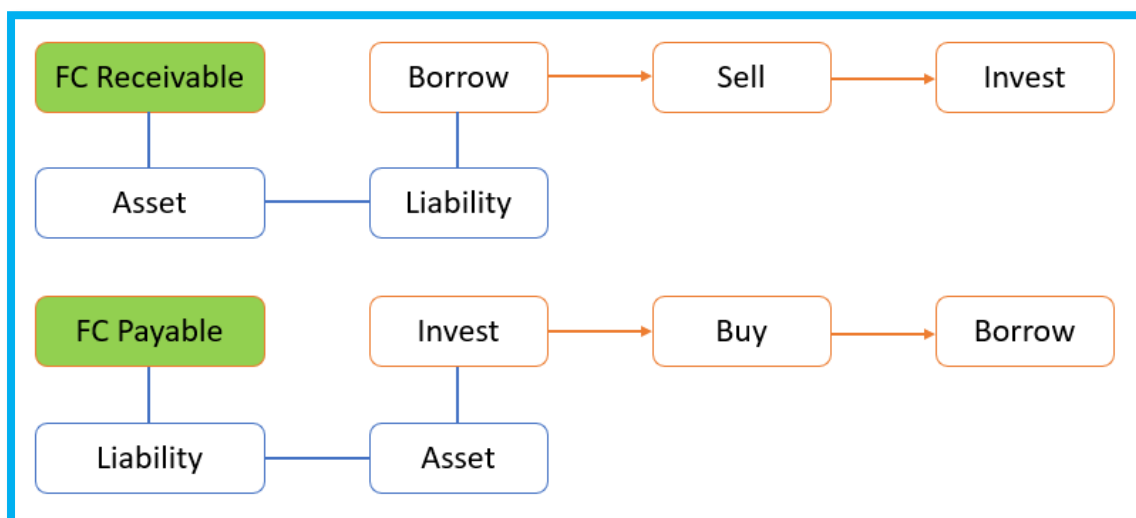 FC Receivable
Borrow
Sell
Invest
Asset
Liability
FC Payable
Invest
Buy
Borrow
Liability
Asset